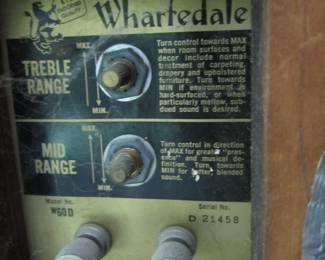 Whartedale
TREBLE
RANGE
MAX.
MIN.
Turn control towards MAX
when room surfaces and
decor include normal
treatment of carpeting,
drapery and upholstered
furniture. Turn towards
MIN if environment is
hard-surfaced, or when
particularly mellow, sub-
dued sound is desired.
MID
RANGE
MAX.
MIN.
Turn control in direction
of MAX for greater "pres-
ence" and musical de-
finition. Turn towards
MIN for softer, blended
sound.
Model No.
W60D
Serial No.
D 21458